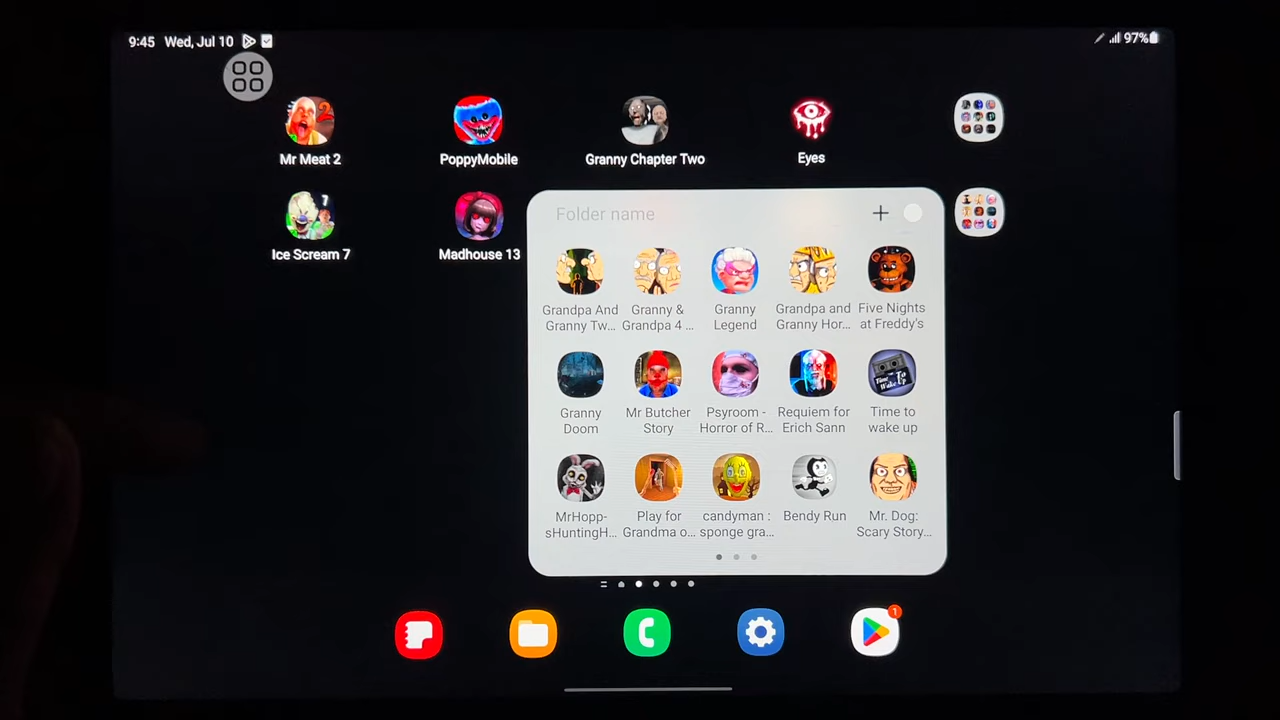 9:45 Wed, Jul 10
97%
Mr Meat 2
PoppyMobile
Granny Chapter Two
Eyes
Ice Scream 7
Madhouse 13
Folder name
Grandpa And
Granny Tw...
Granny &
Grandpa 4 ...
Granny
Legend
Grandpa and
Granny Hor...
Five Nights
at Freddy's
Granny
Doom
Mr Butcher
Story
Psyroom -
Horror of R...
Requiem for
Erich Sann
Time to
wake up
MrHopp-
sHuntingH...
Play for
Grandma o...
candyman :
sponge gra...
Bendy Run
Mr. Dog:
Scary Story...
1